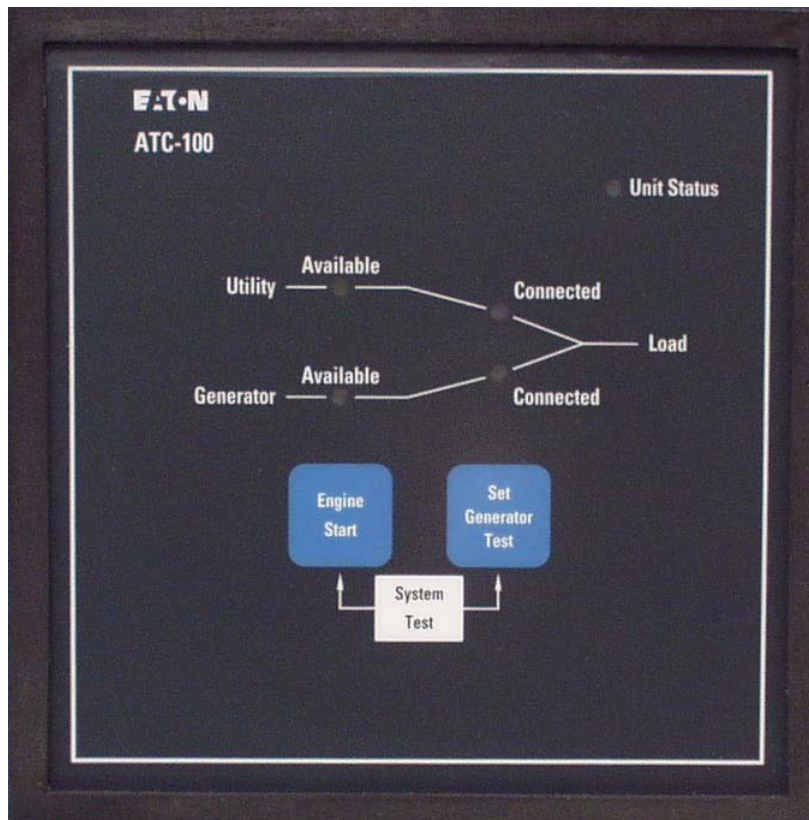 EATON
ATC-100
Unit Status
Available
Utility
Connected
Load
Available
Generator
Connected
Engine
Start
Set
Generator
Test
System
Test